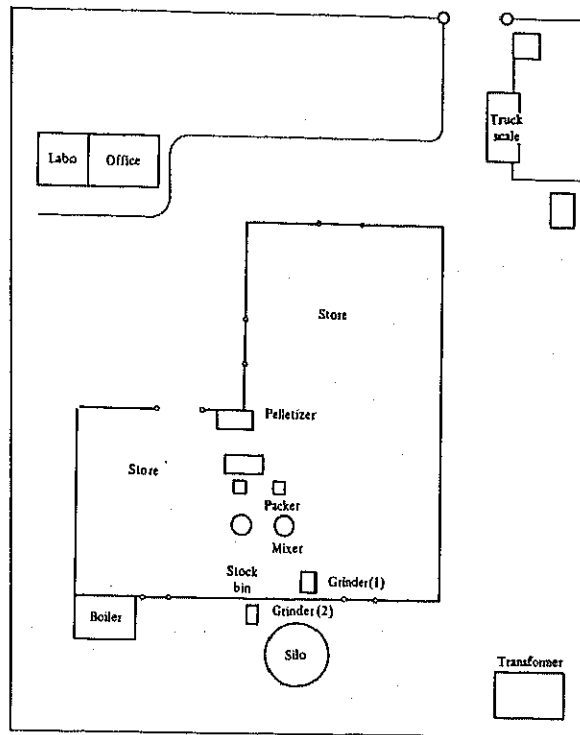 Truck
scale
Labo
Office
Store
Pelletizer
Store
Packer
Mixer
Stock
bin
Grinder(1)
Boiler
Grinder(2)
Silo
Transformer